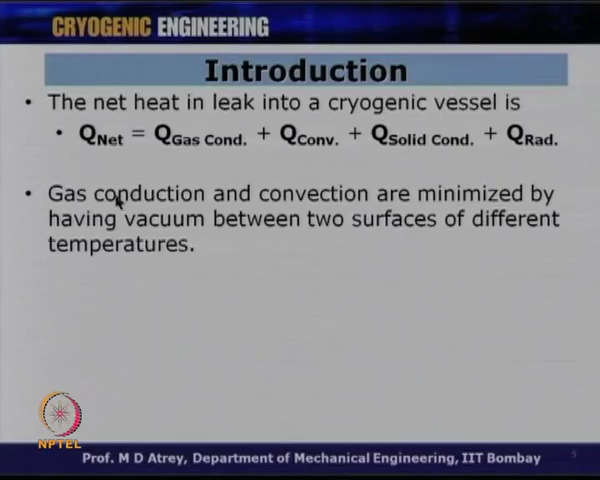 CRYOGENIC ENGINEERING
Introduction
• The net heat in leak into a cryogenic vessel is
• QNet = QGas Cond. + QConv. + QSolid Cond. + QRad.
• Gas conduction and convection are minimized by
having vacuum between two surfaces of different
temperatures.
NPTEL
Prof. M D Atrey, Department of Mechanical Engineering, IIT Bombay
5